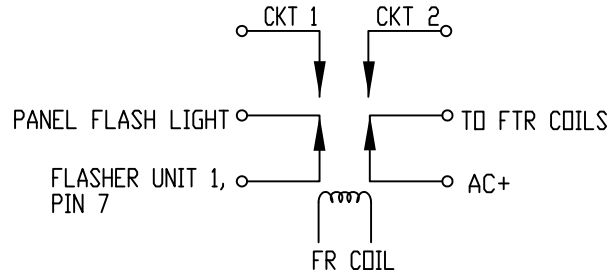 CKT 1
CKT 2
PANEL FLASH LIGHT
TO FTR COILS
FLASHER UNIT 1,
PIN 7
AC+
FR COIL